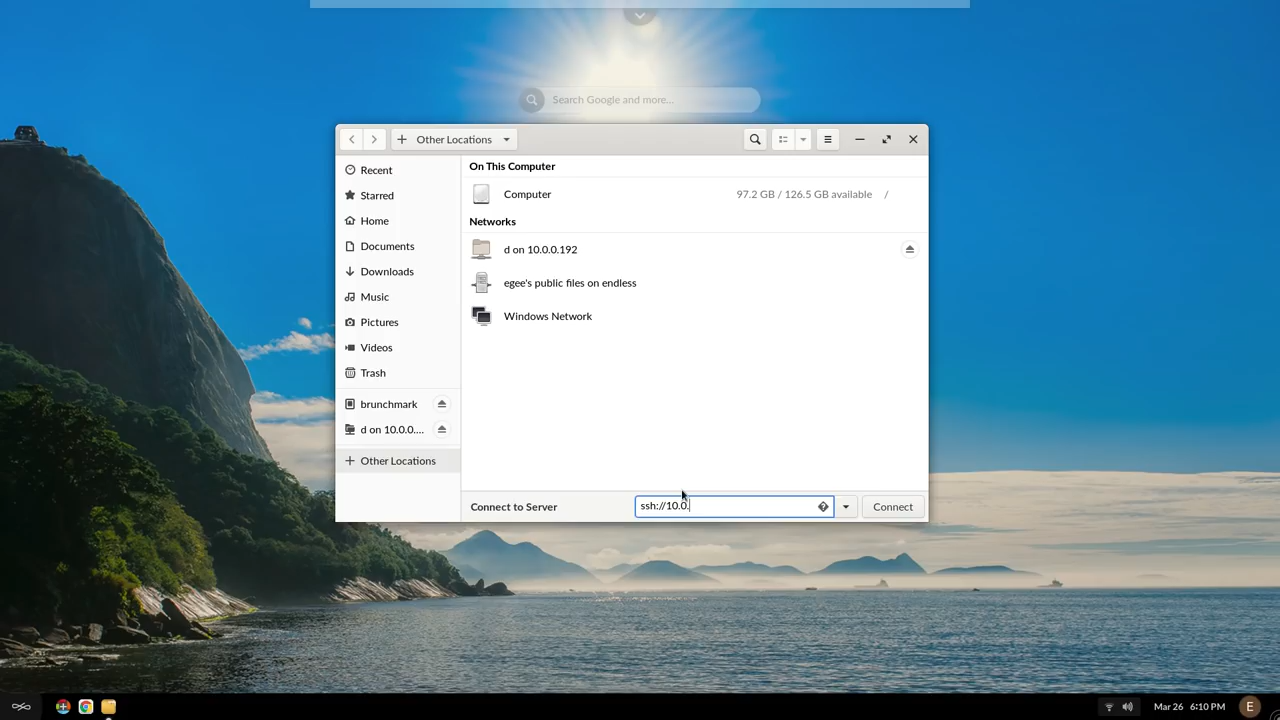 Search Google and more...
Other Locations
Recent
Starred
Home
Documents
Downloads
Music
Pictures
Videos
Trash
brunchmark
d on 10.0.0....
Other Locations
On This Computer
Computer 97.2 GB / 126.5 GB available /
Networks
d on 10.0.0.192
egee's public files on endless
Windows Network
Connect to Server ssh://10.0. Connect
Mar 26 6:10 PM E